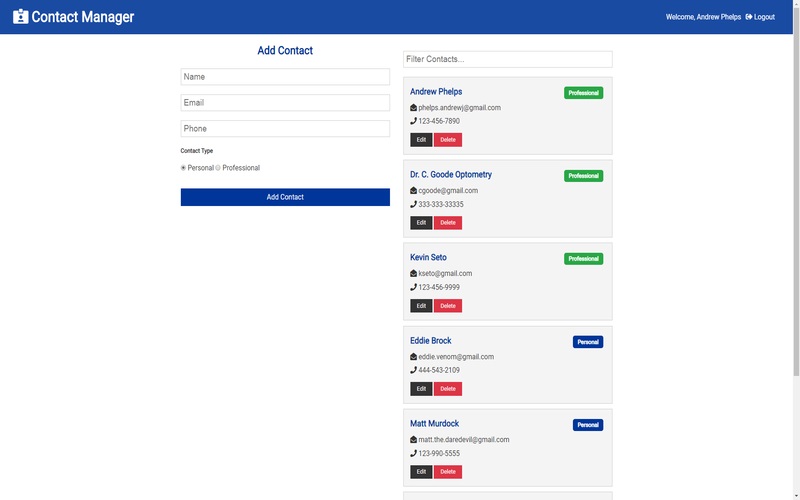 Contact Manager
Welcome, Andrew Phelps Logout
Add Contact
Name
Email
Phone
Contact Type
Personal Professional
Add Contact
Filter Contacts...
Andrew Phelps Professional
phelps.andrewj@gmail.com
123-456-7890
Edit Delete
Dr. C. Goode Optometry Professional
cgoode@gmail.com
333-333-33335
Edit Delete
Kevin Seto Professional
kseto@gmail.com
123-456-9999
Edit Delete
Eddie Brock Personal
eddie.venom@gmail.com
444-543-2109
Edit Delete
Matt Murdock Personal
matt.the.daredevil@gmail.com
123-990-5555
Edit Delete